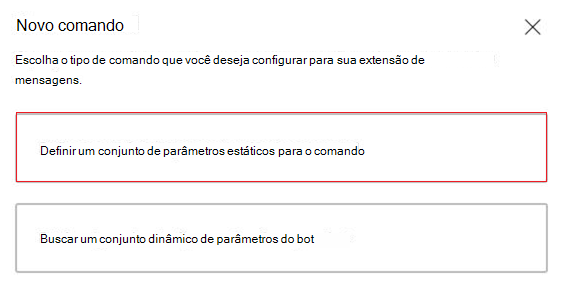 Novo comando
Escolha o tipo de comando que você deseja configurar para sua extensão de
mensagens.
Definir um conjunto de parâmetros estáticos para o comando
Buscar um conjunto dinâmico de parâmetros do bot